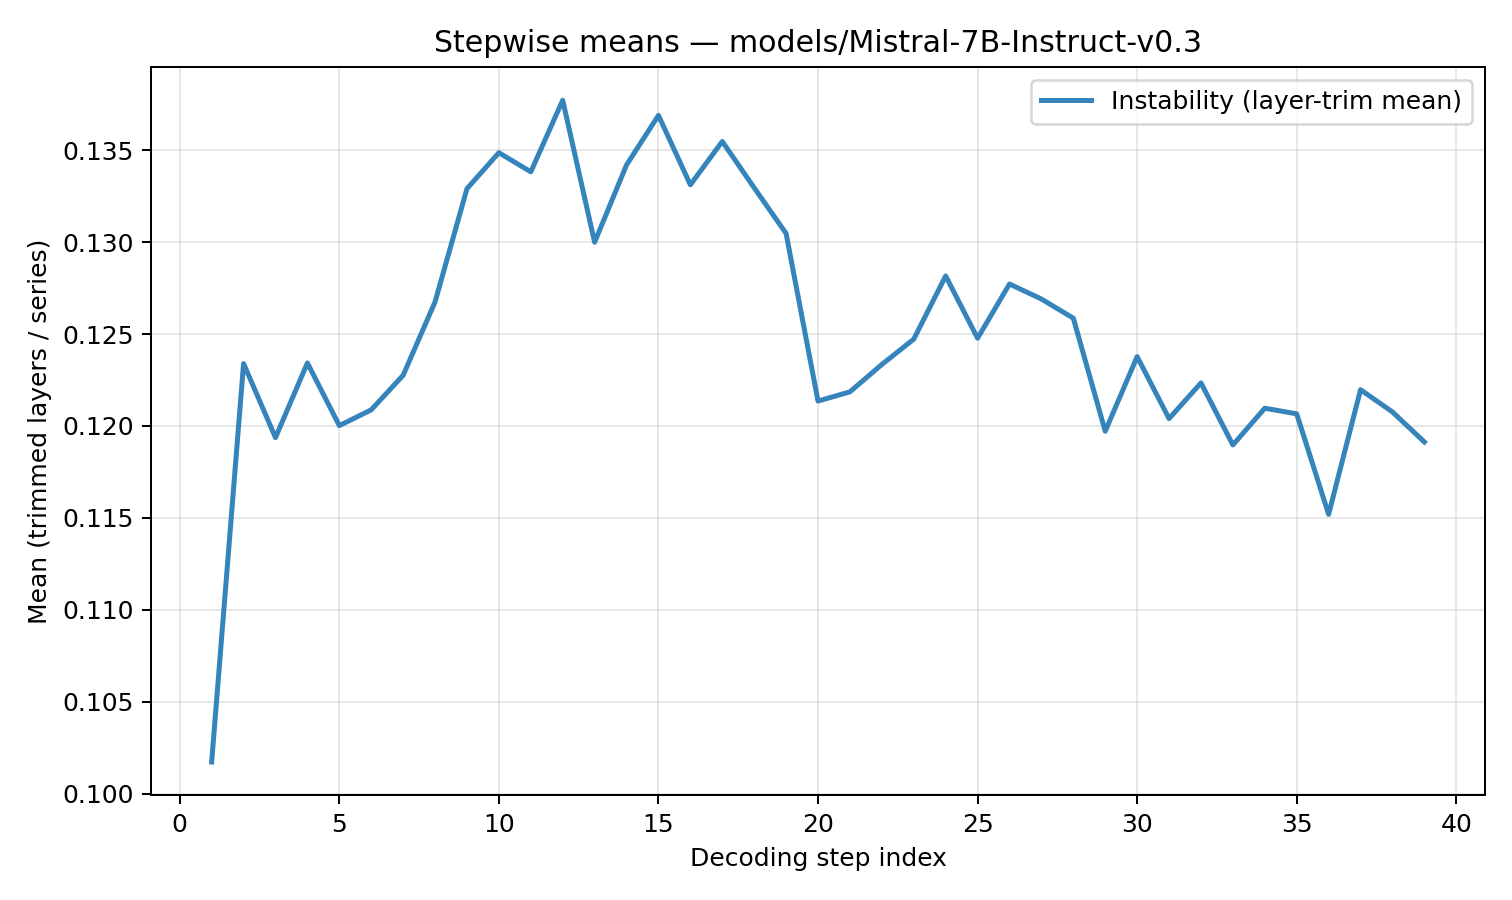 Stepwise means — models/Mistral-7B-Instruct-v0.3
Instability (layer-trim mean)
Mean (trimmed layers / series)
0.135
0.130
0.125
0.120
0.115
0.110
0.105
0.100
0 5 10 15 20 25 30 35 40
Decoding step index